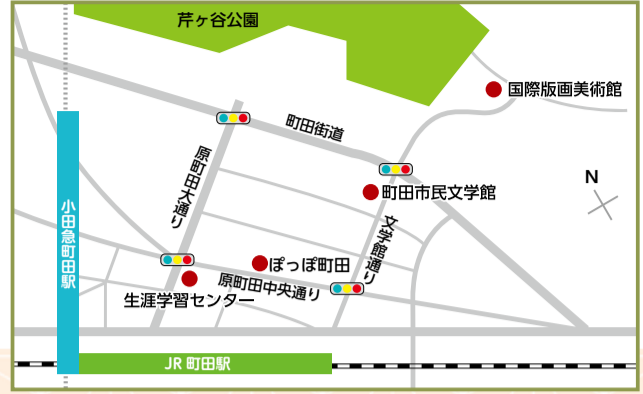 芹ヶ谷公園
国際版画美術館
町田街道
原町田大通り
町田市民文学館
N
小田急町田駅
文学館通り
ぽっぽ町田
原町田中央通り
生涯学習センター
JR 町田駅